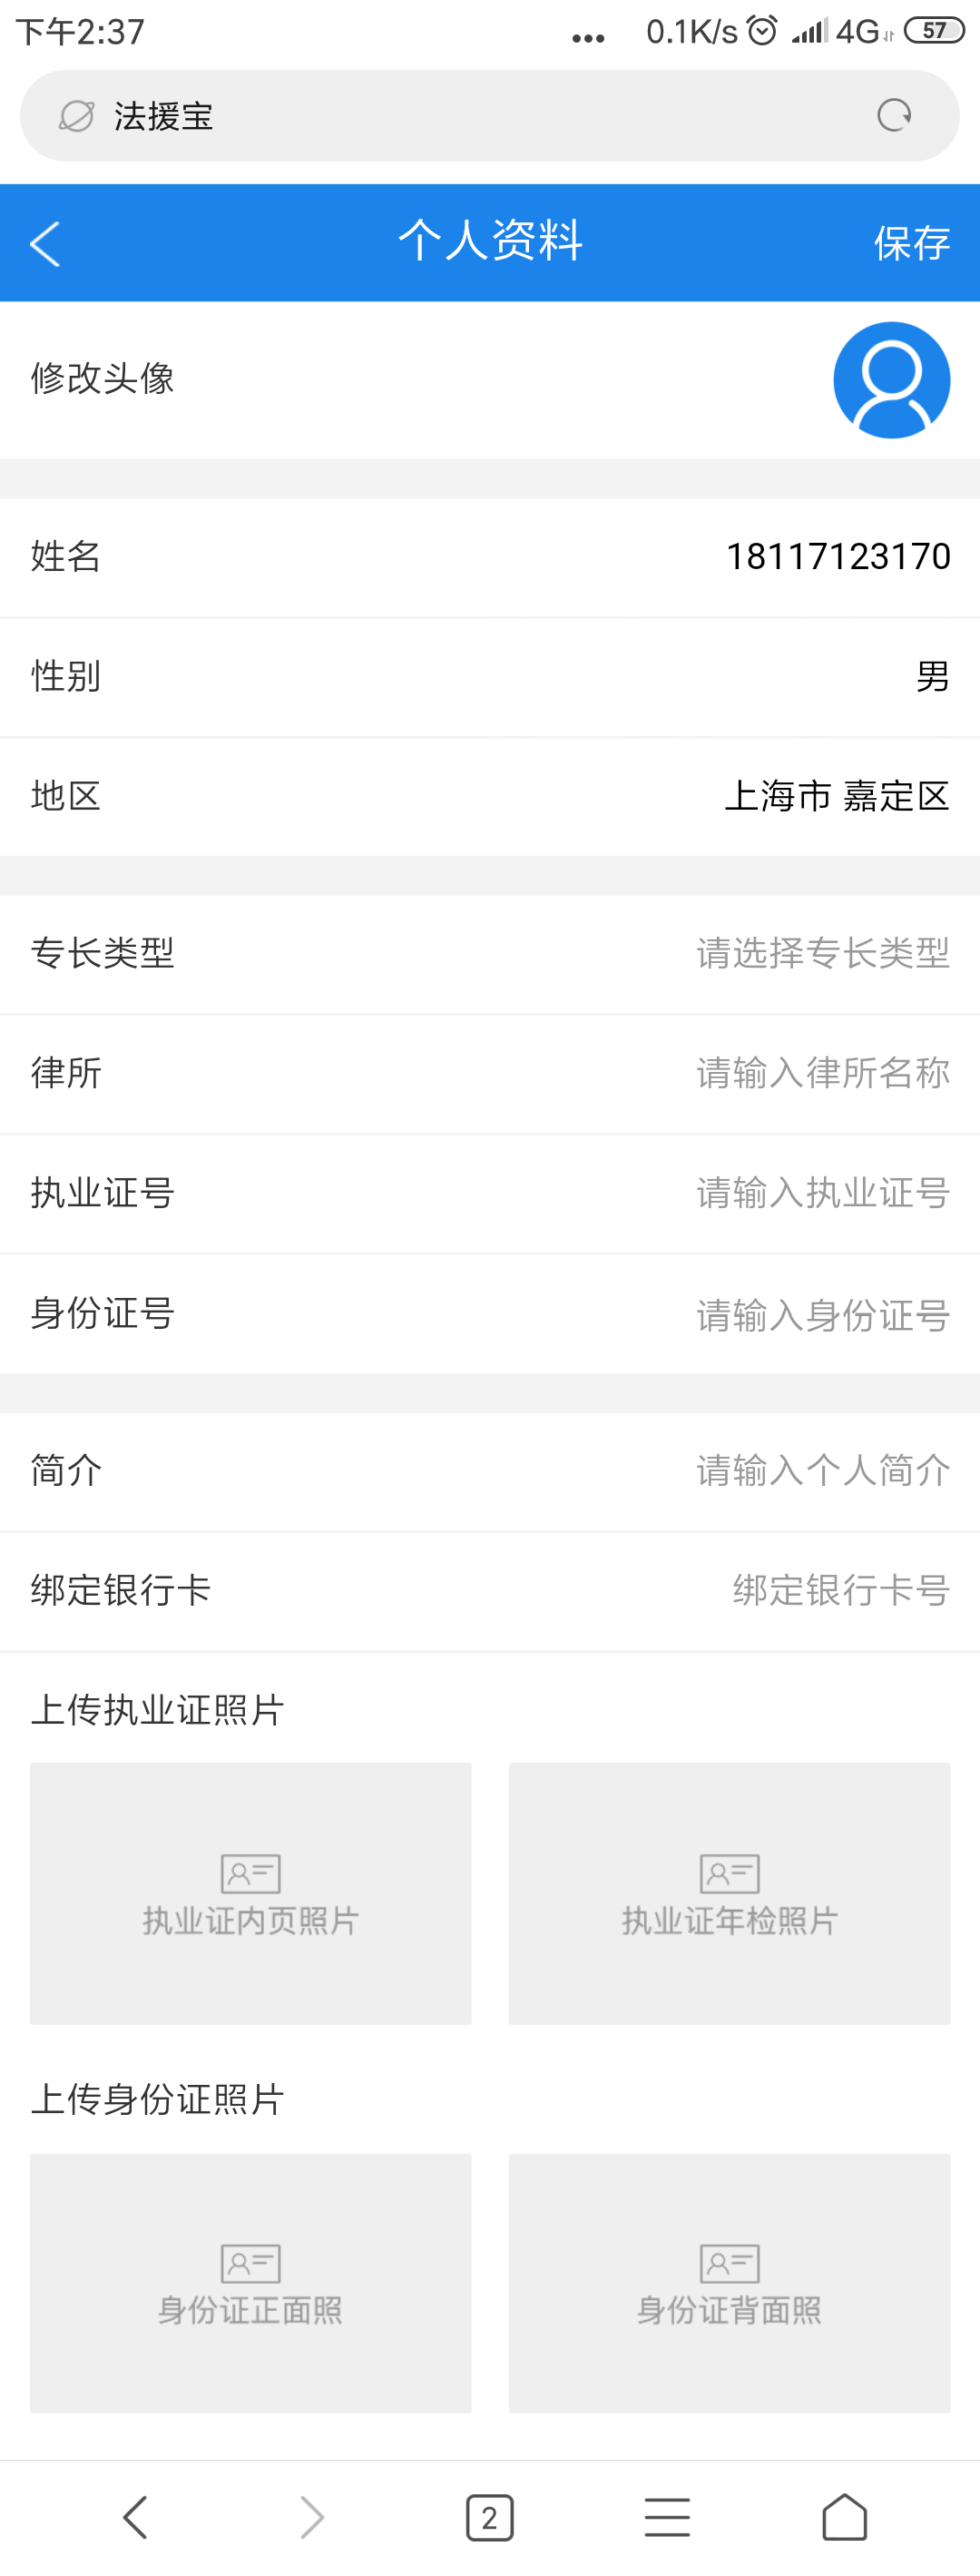 下午2:37 ... 0.1K/s 4G 57
法援宝
个人资料 保存
修改头像
姓名 18117123170
性别 男
地区 上海市 嘉定区
专长类型 请选择专长类型
律所 请输入律所名称
执业证号 请输入执业证号
身份证号 请输入身份证号
简介 请输入个人简介
绑定银行卡 绑定银行卡号
上传执业证照片
执业证内页照片 执业证年检照片
上传身份证照片
身份证正面照 身份证背面照
2